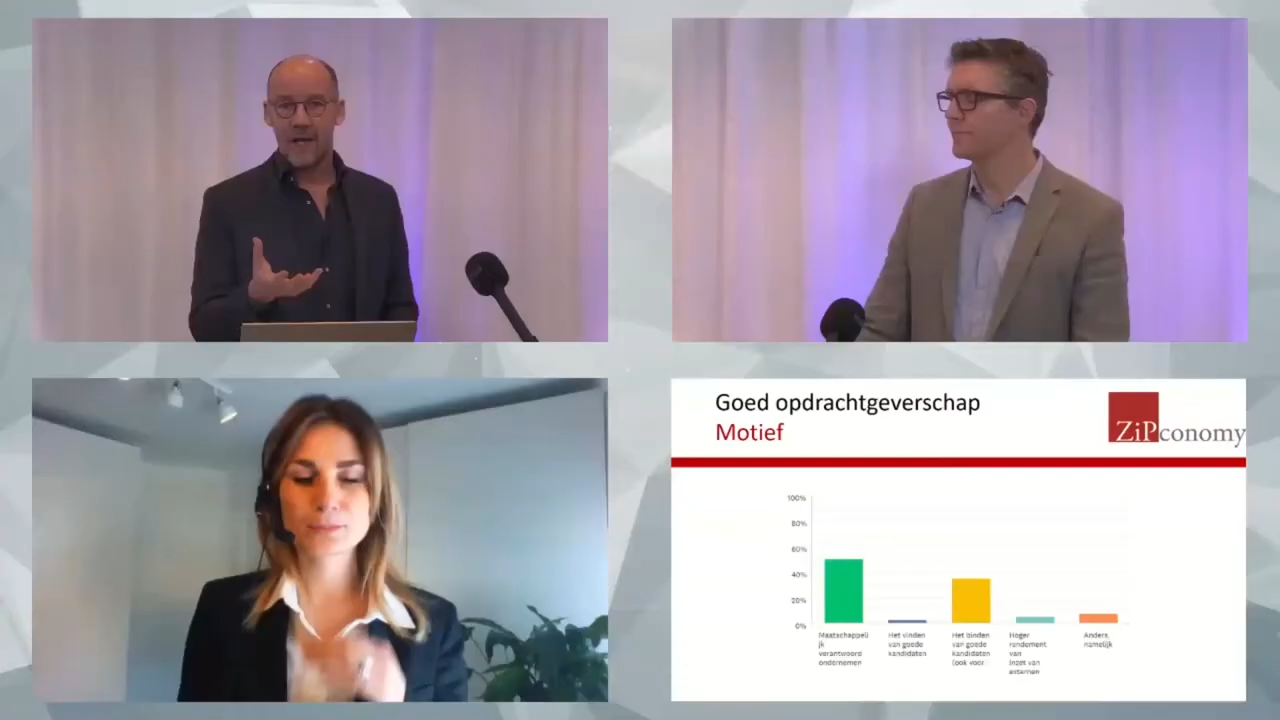 Goed opdrachtgeverschap
Motief
ZiPconomy
100%
80%
60%
40%
20%
0%
Maatschappeli
jk
verantwoord
ondernemen
Het vinden
van goede
kandidaten
Het binden
van goede
kandidaten
(ook voor
Hoger
rendement
van
inzet van
externen
Anders,
namelijk